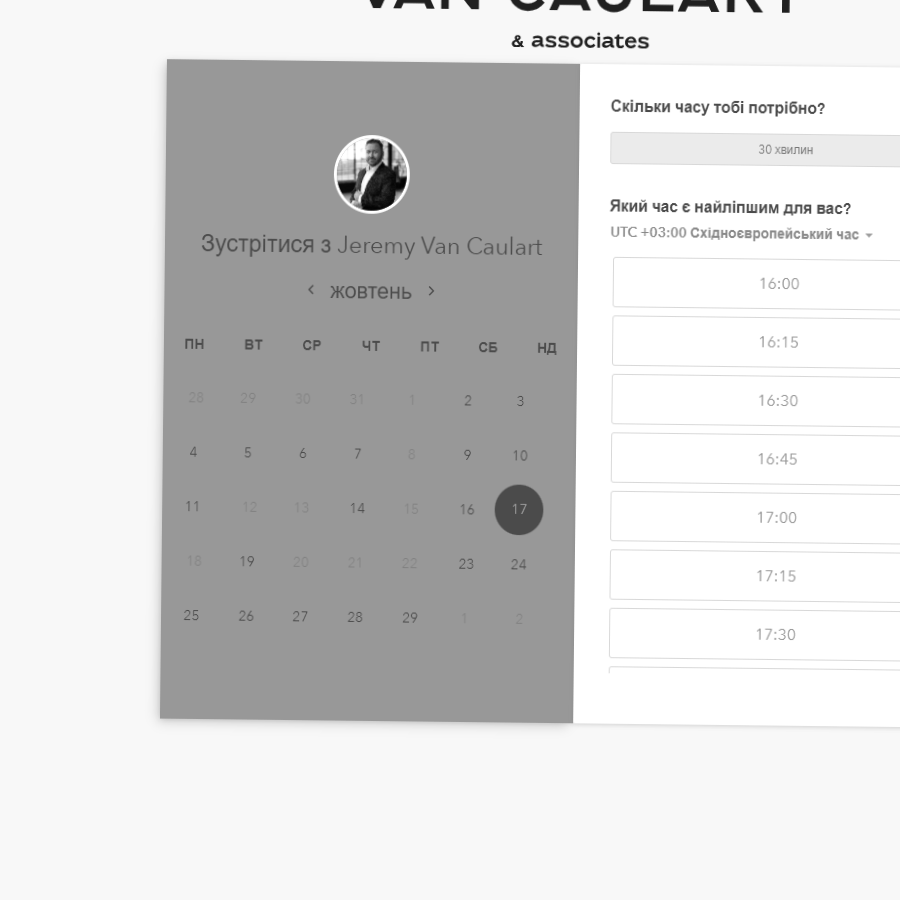 VAN CAULART
& associates
Зустрітися з Jeremy Van Caulart
жовтень
ПН ВТ СР ЧТ ПТ СБ НД
28 29 30 31 1 2 3
4 5 6 7 8 9 10
11 12 13 14 15 16 17
18 19 20 21 22 23 24
25 26 27 28 29 1 2
Скільки часу тобі потрібно?
30 хвилин
Який час є найліпшим для вас?
UTC +03:00 Східноєвропейський час
16:00
16:15
16:30
16:45
17:00
17:15
17:30